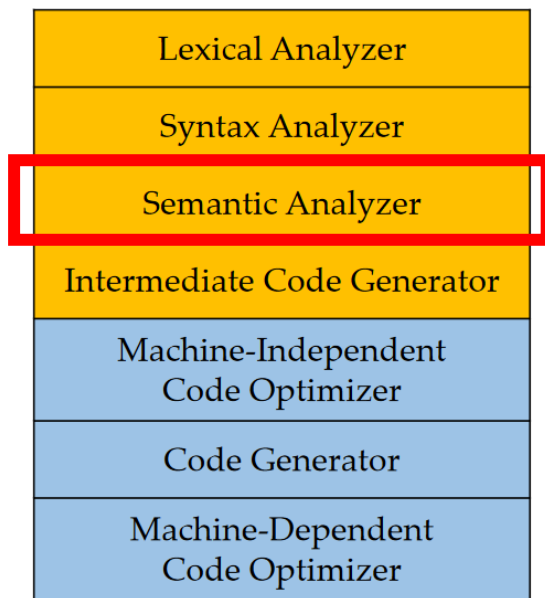 Lexical Analyzer
Syntax Analyzer
Semantic Analyzer
Intermediate Code Generator
Machine-Independent
Code Optimizer
Code Generator
Machine-Dependent
Code Optimizer